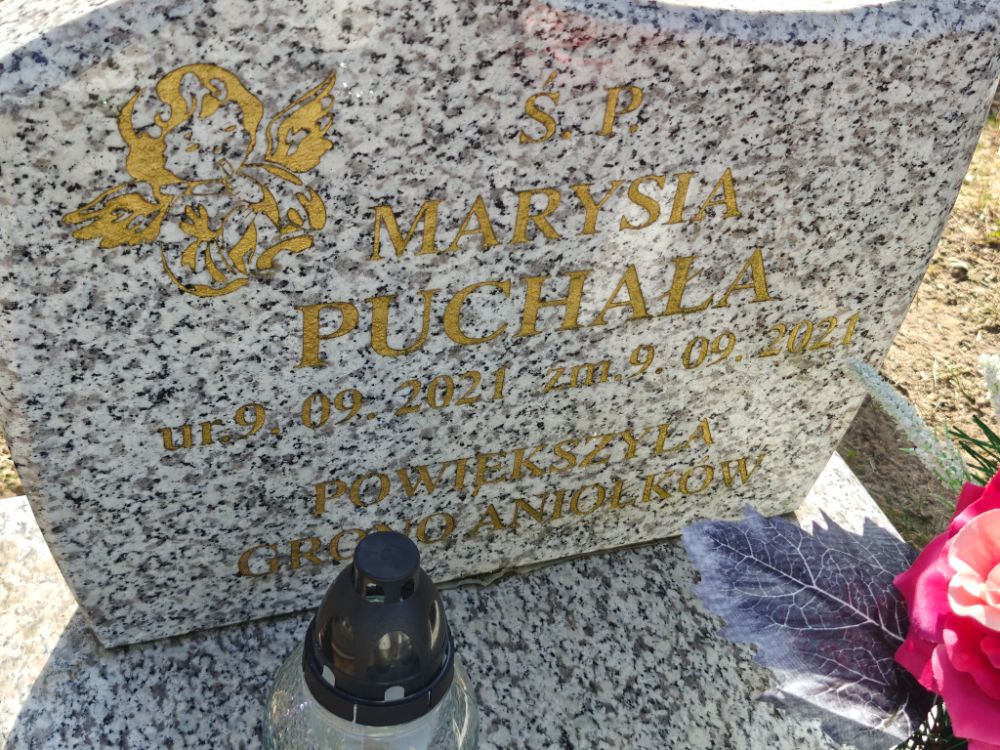 Ś. P.
MARYSIA
PUCHAŁA
ur.9. 09. 2021 zm.9. 09. 2021
POWIĘKSZYŁA
GRONO ANIOŁKÓW